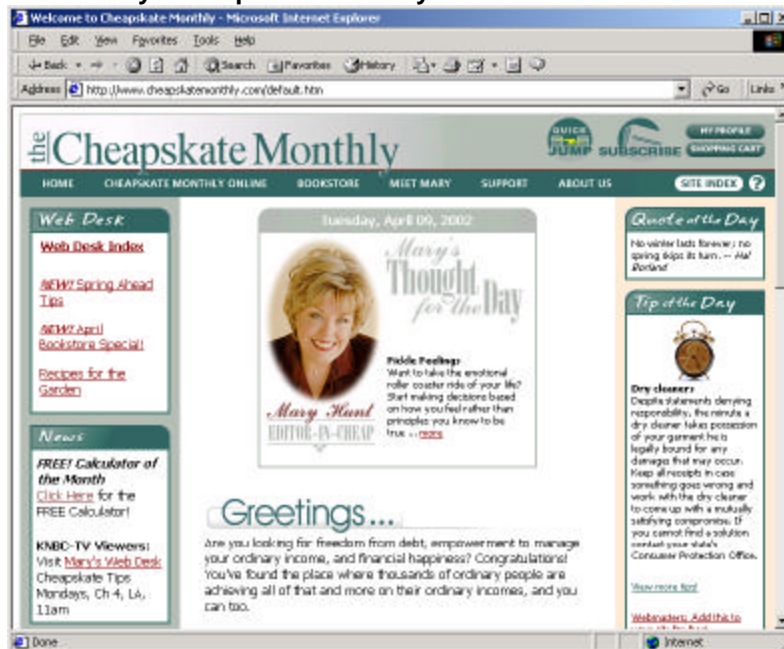 Welcome to Cheapskate Monthly - Microsoft Internet Explorer
File Edit View Favorites Tools Help
Back Search Favorites History
Address http://www.cheapskatemonthly.com/default.htm Go Links
the Cheapskate Monthly
QUICK JUMP SUBSCRIBE
MY PROFILE
SHOPPING CART
HOME CHEAPSKATE MONTHLY ONLINE BOOKSTORE MEET MARY SUPPORT ABOUT US SITE INDEX ?
Web Desk
Web Desk Index
NEW! Spring Ahead
Tips
NEW! April
Bookstore Special!
Recipes for the
Garden
News
FREE! Calculator of
the Month
Click Here for the
FREE Calculator!
KNBC-TV Viewers:
Visit Mary's Web Desk
Cheapskate Tips
Mondays, Ch 4, LA,
11am
Tuesday, April 09, 2002
Mary's
Thought
for the Day
Fickle Feelings
Want to take the emotional
roller coaster ride of your life?
Start making decisions based
on how you feel rather than
principles you know to be
true ... more
Mary Hunt
EDITOR-IN-CHEAP
Greetings...
Are you looking for freedom from debt, empowerment to manage
your ordinary income, and financial happiness? Congratulations!
You've found the place where thousands of ordinary people are
achieving all of that and more on their ordinary incomes, and you
can too.
Quote of the Day
No winter lasts forever; no
spring skips its turn. -- Hal
Borland
Tip of the Day
Dry cleaners
Despite statements denying
responsibility, the minute a
dry cleaner takes possession
of your garment he is
legally bound for any
damages that may occur.
Keep all receipts in case
something goes wrong and
work with the dry cleaner
to come up with a mutually
satisfying compromise. If
you cannot find a solution
contact your state's
Consumer Protection Office.
View more tips!
Webmasters: Add this to
Done Internet